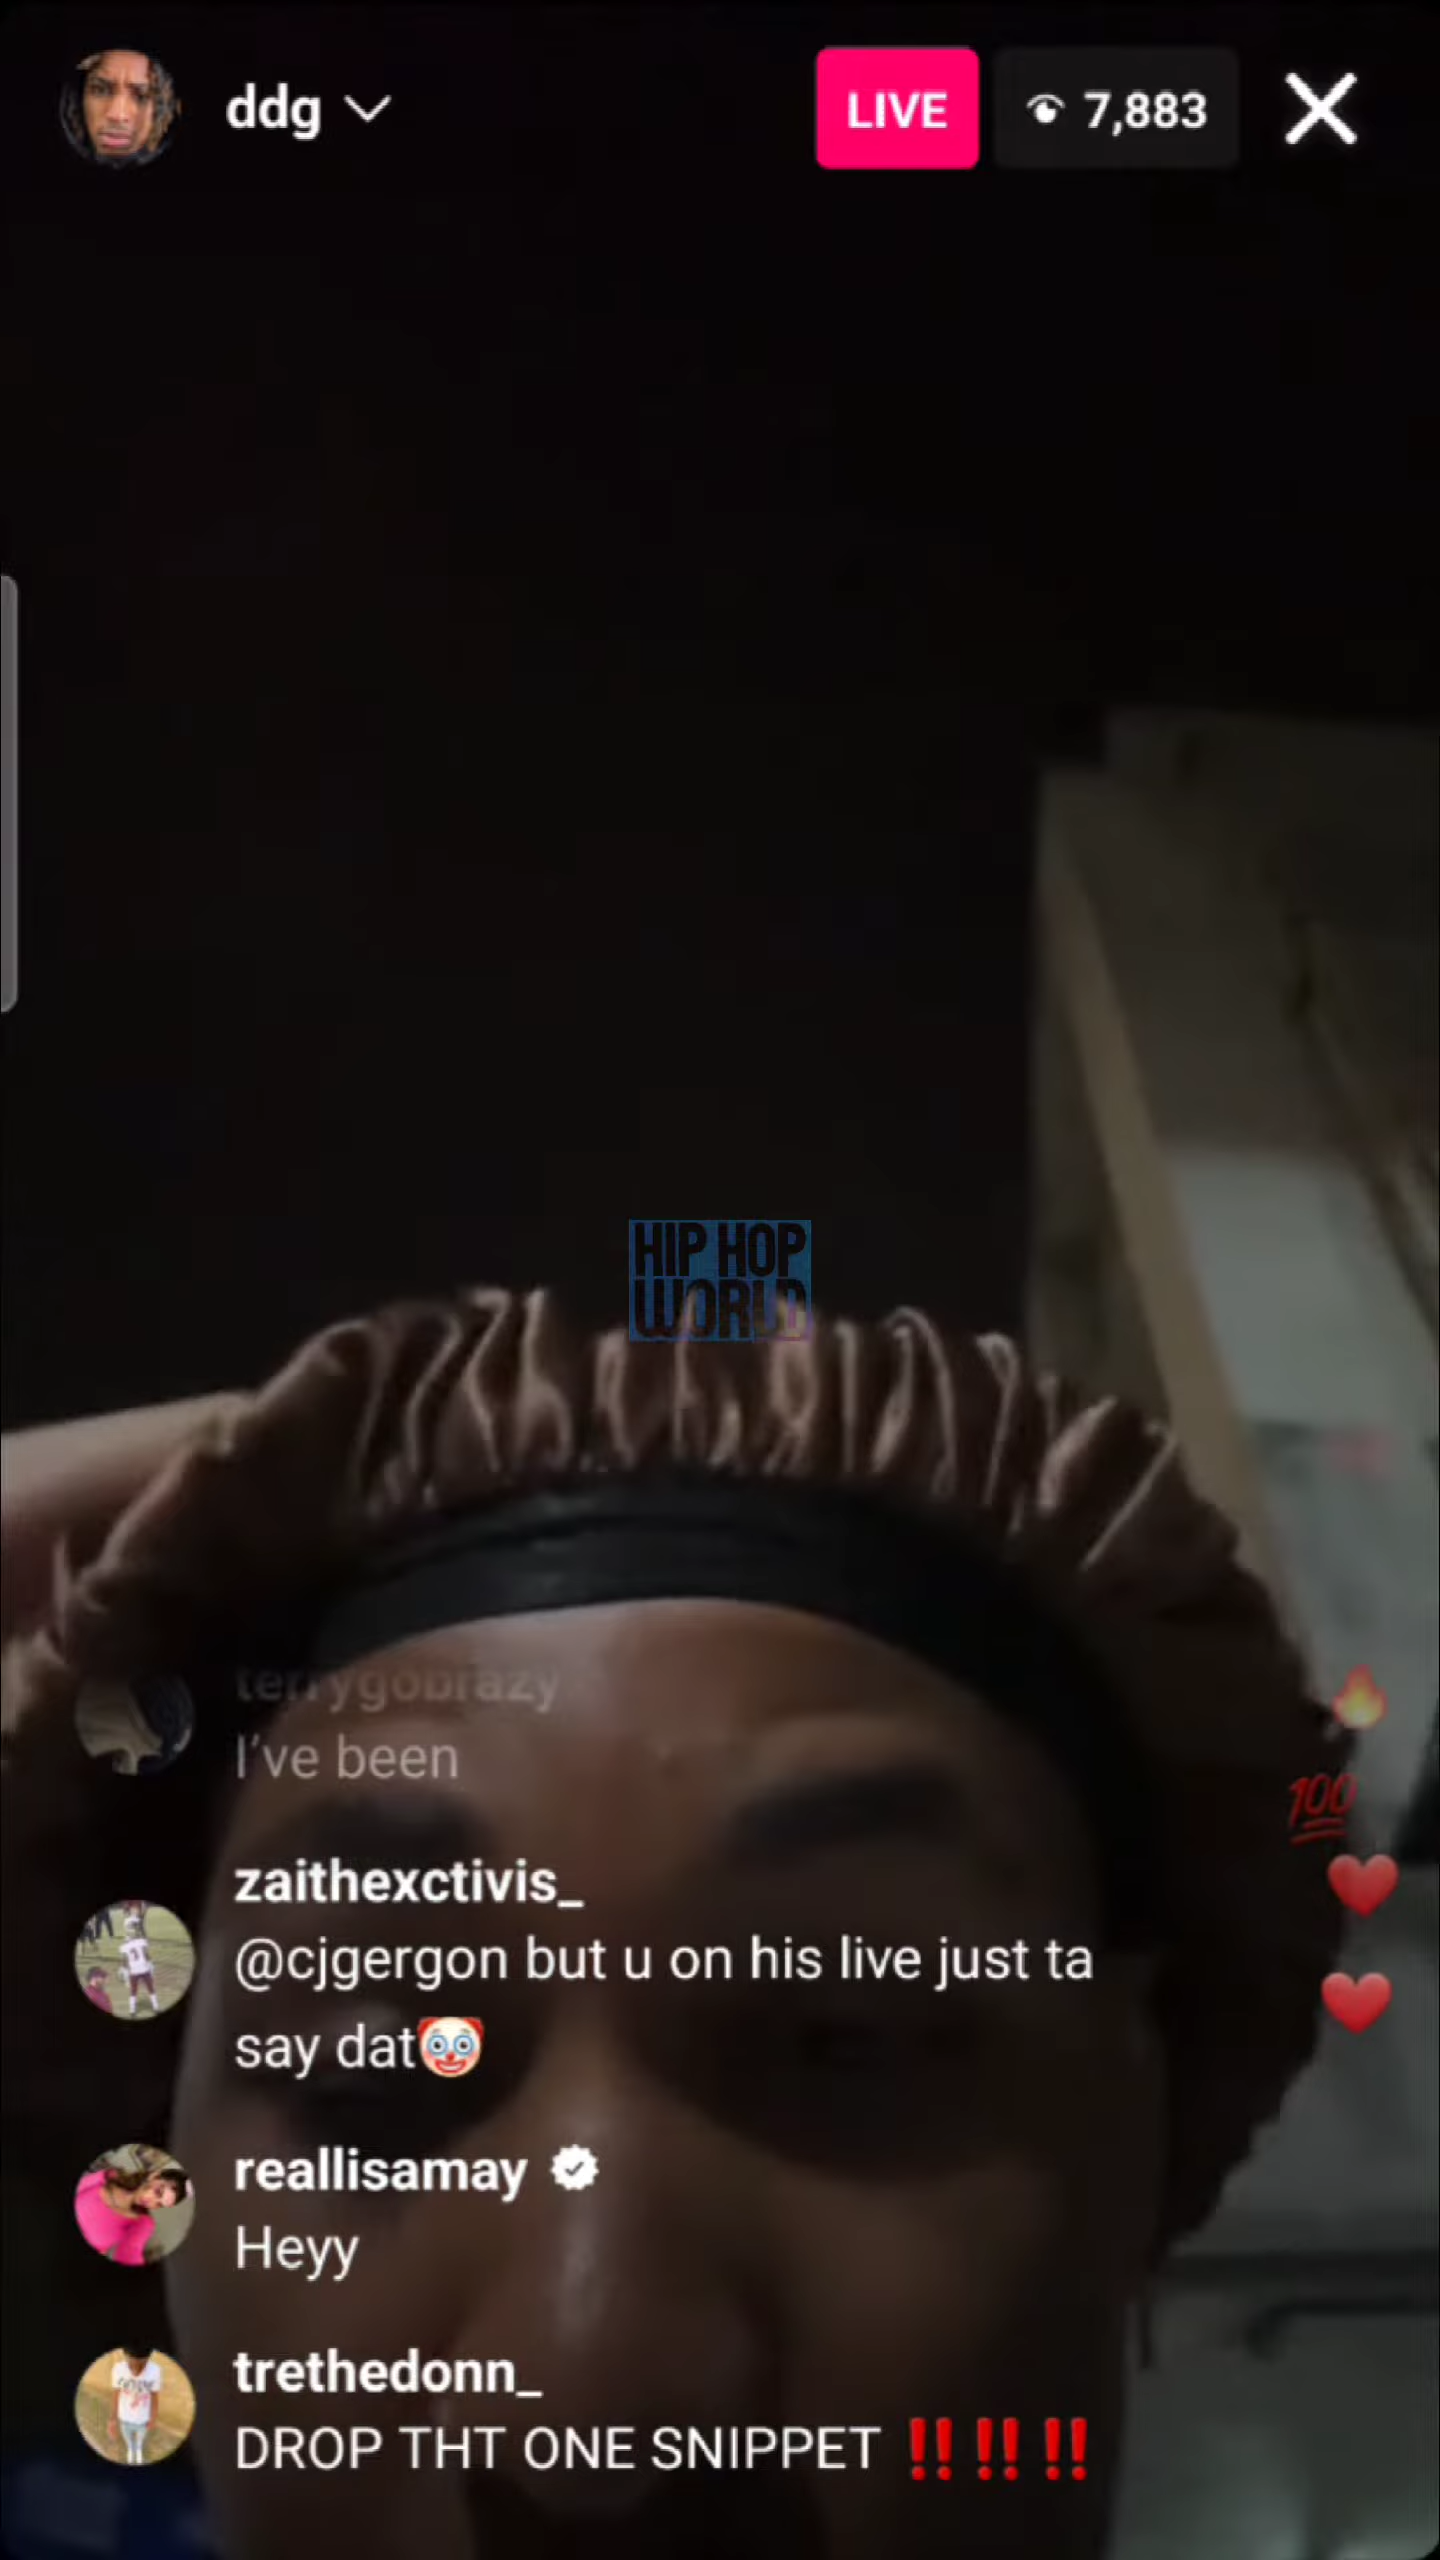 ddg
LIVE
7,883
HIP HOP
WORLD
terrygobrazy
I've been
zaithexctivis_
@cjgergon but u on his live just ta
say dat🤡
reallisamay
Heyy
trethedonn_
DROP THT ONE SNIPPET ‼️‼️‼️
💯